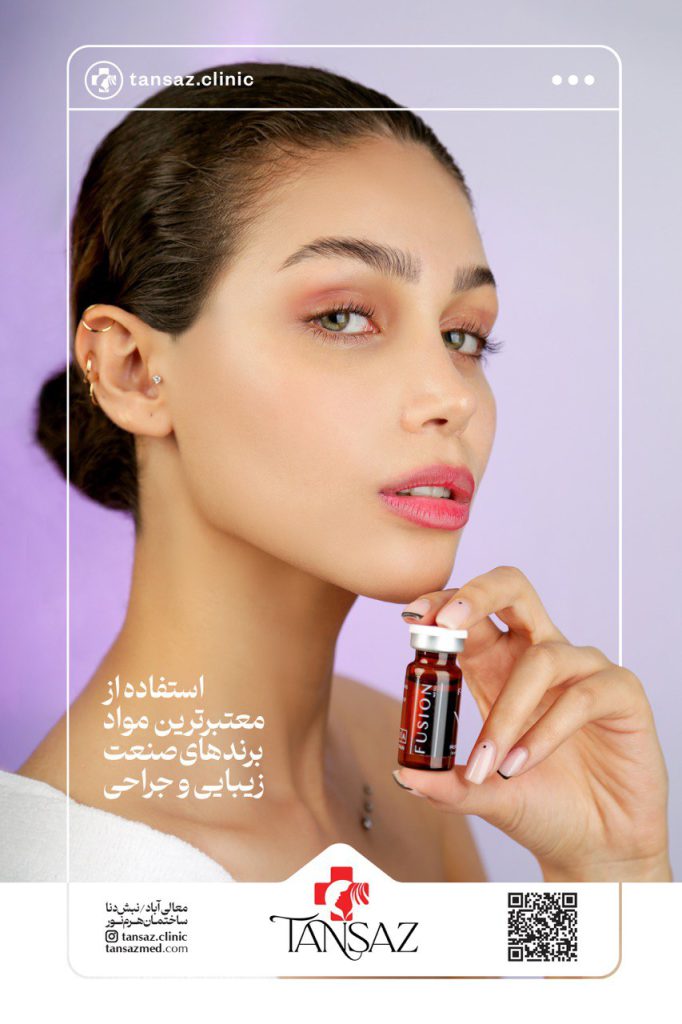 tansaz.clinic
استفاده از
معتبرترین مواد
برندهای صنعت
زیبایی و جراحی
FUSION
معالی‌آباد/نبش دنا
ساختمان هرم نور
tansaz.clinic
tansazmed.com
TANSAZ